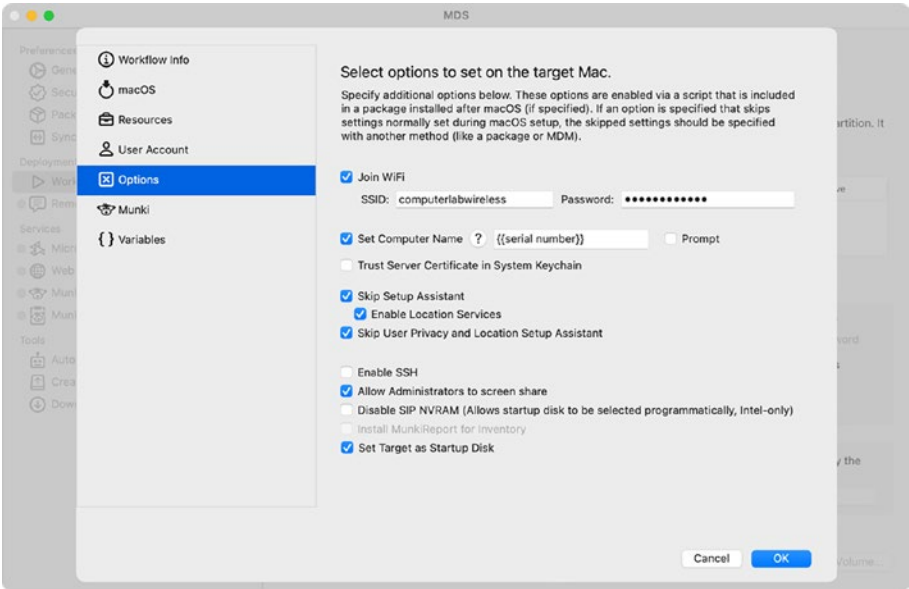 MDS
Preferences
Workflow Info
macOS
Resources
User Account
Options
Munki
Variables
Select options to set on the target Mac.
Specify additional options below. These options are enabled via a script that is included
in a package installed after macOS (if specified). If an option is specified that skips
settings normally set during macOS setup, the skipped settings should be specified
with another method (like a package or MDM).
Join WiFi
SSID: computerlabwireless Password: ••••••••••••
Set Computer Name ? {{serial number}} Prompt
Trust Server Certificate in System Keychain
Skip Setup Assistant
Enable Location Services
Skip User Privacy and Location Setup Assistant
Enable SSH
Allow Administrators to screen share
Disable SIP NVRAM (Allows startup disk to be selected programmatically, Intel-only)
Install MunkiReport for Inventory
Set Target as Startup Disk
Cancel OK
Services
Web
Tools
artition. It
y the
Volume...